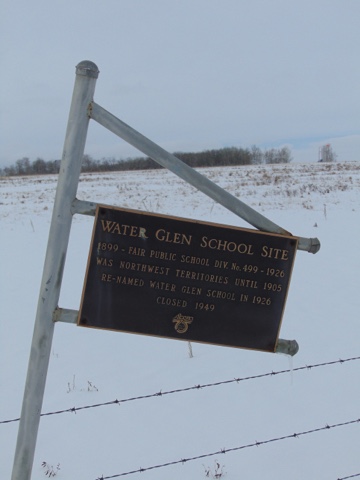 WATER GLEN SCHOOL SITE
1899 - FAIR PUBLIC SCHOOL DIV. No. 499 - 1926
WAS NORTHWEST TERRITORIES UNTIL 1905
RE-NAMED WATER GLEN SCHOOL IN 1926
CLOSED 1949